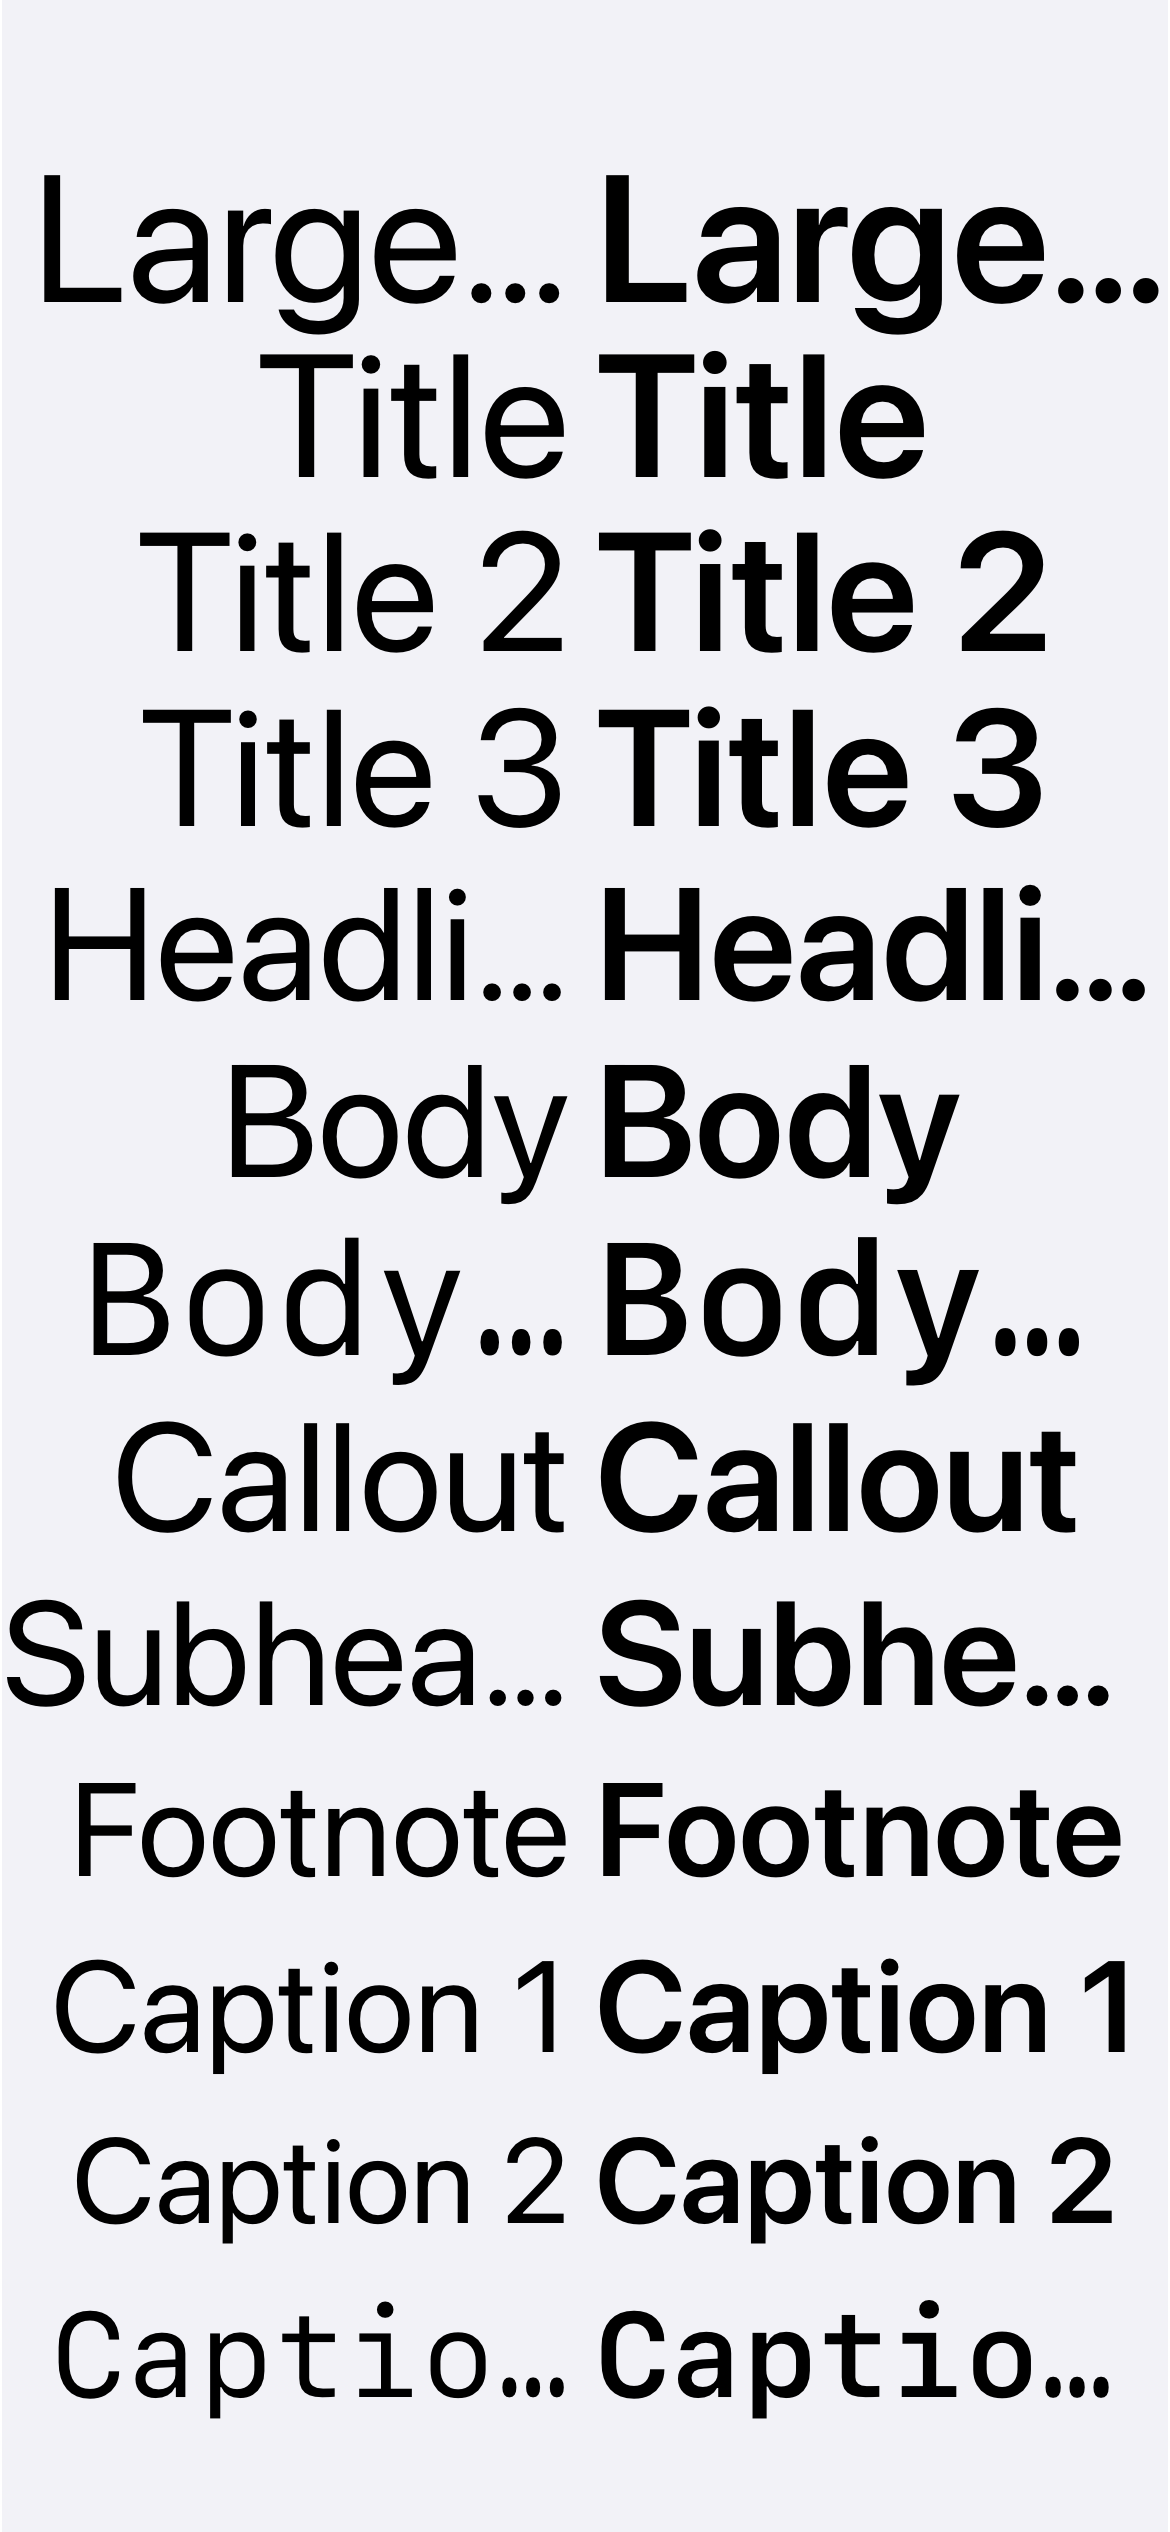 Large… Large…
Title Title
Title 2 Title 2
Title 3 Title 3
Headli… Headli…
Body Body
Body… Body…
Callout Callout
Subhea… Subhe…
Footnote Footnote
Caption 1 Caption 1
Caption 2 Caption 2
Captio… Captio…